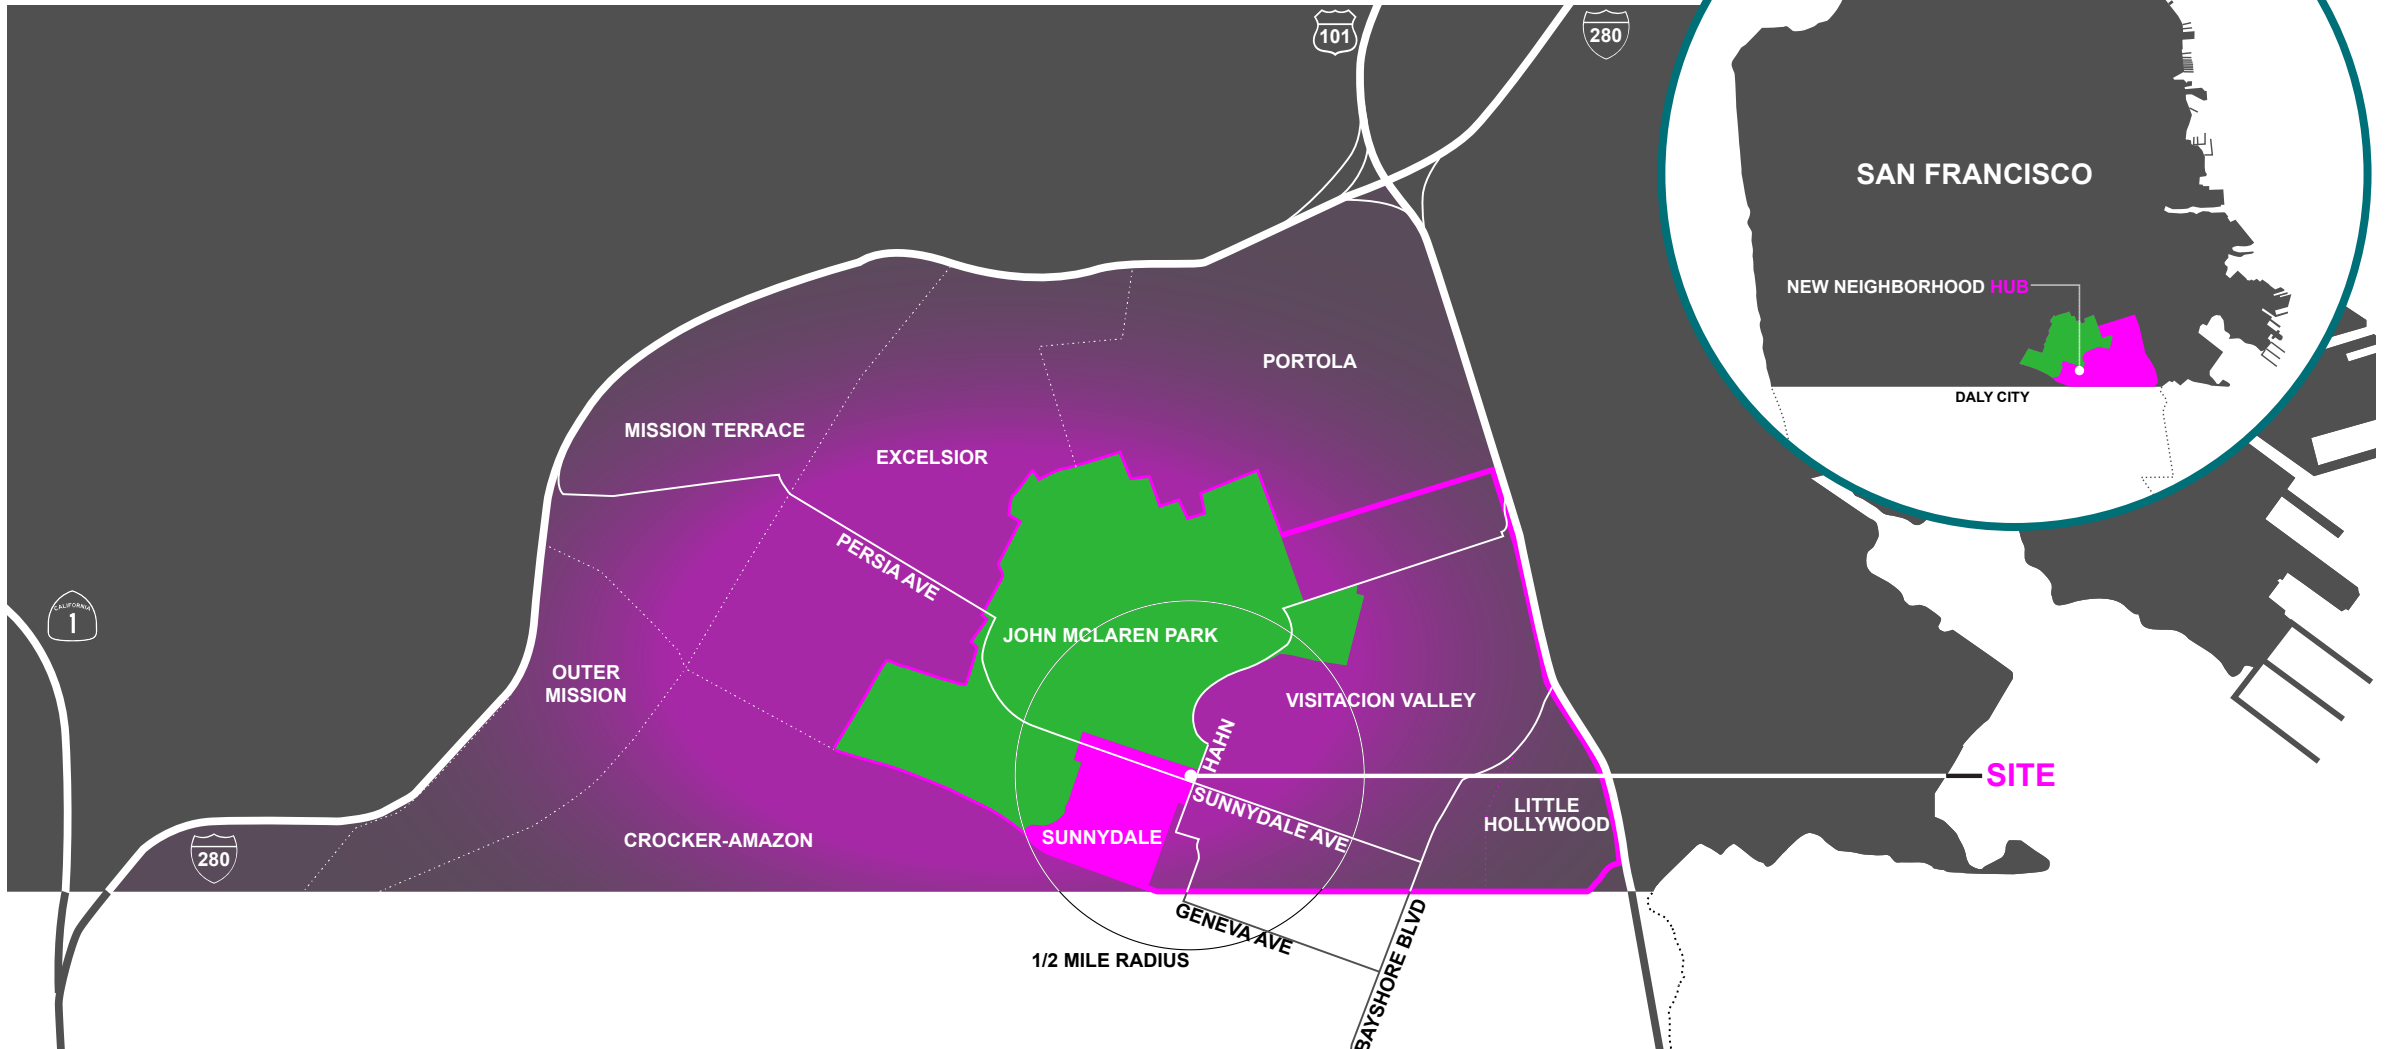 101
280
SAN FRANCISCO
NEW NEIGHBORHOOD HUB
DALY CITY
PORTOLA
MISSION TERRACE
EXCELSIOR
PERSIA AVE
CALIFORNIA
1
JOHN MCLAREN PARK
OUTER
MISSION
VISITACION VALLEY
HAHN
SITE
SUNNYDALE AVE
LITTLE
HOLLYWOOD
SUNNYDALE
CROCKER-AMAZON
280
GENEVA AVE
BAYSHORE BLVD
1/2 MILE RADIUS